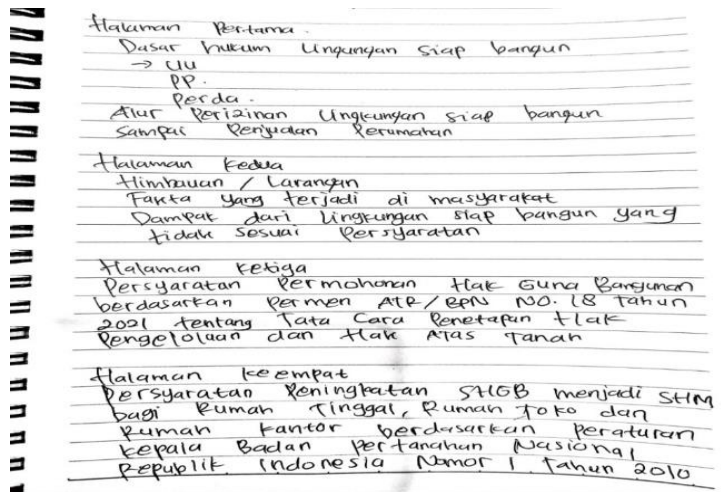 Halaman Pertama.
Dasar hukum Lingungan siap bangun
→ UU
PP.
Perda.
Alur Perizinan Lingkungan siap bangun
sampai Penjualan Perumahan
Halaman Kedua
Himbauan / Larangan
Fakta yang terjadi di masyarakat
Dampak dari Lingkungan siap bangun yang
tidak sesuai Persyaratan
Halaman Ketiga
Persyaratan Permohonan Hak Guna Bangunan
berdasarkan Permen ATR/BPN NO. 18 Tahun
2021 tentang Tata Cara Penetapan Hak
Pengelolaan dan Hak Atas Tanah
Halaman Keempat
Persyaratan Peningkatan SHGB menjadi SHM
bagi Rumah Tinggal, Rumah Toko dan
Rumah Kantor berdasarkan Peraturan
Kepala Badan Pertanahan Nasional
Republik Indonesia Nomor 1 Tahun 2010